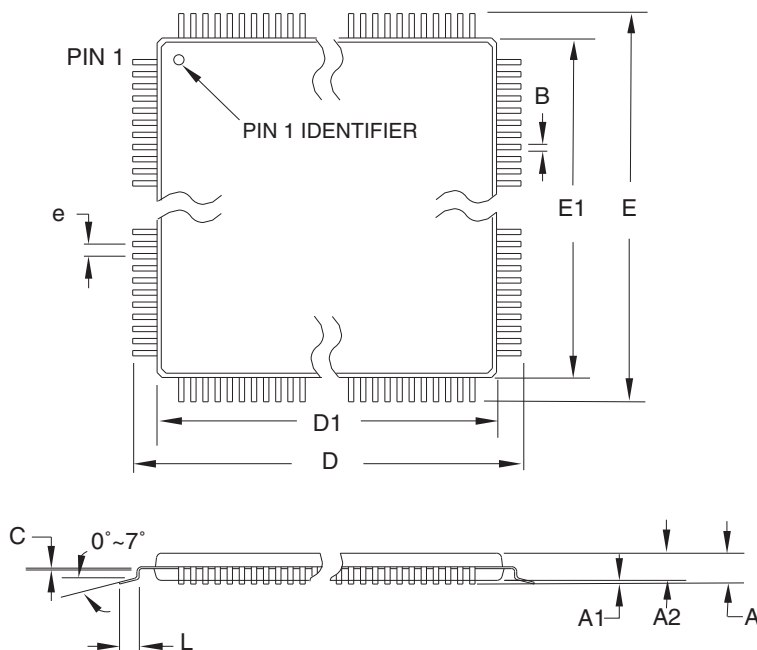 PIN 1
PIN 1 IDENTIFIER
B
e
E1
E
D1
D
C
0°~7°
L
A1
A2
A